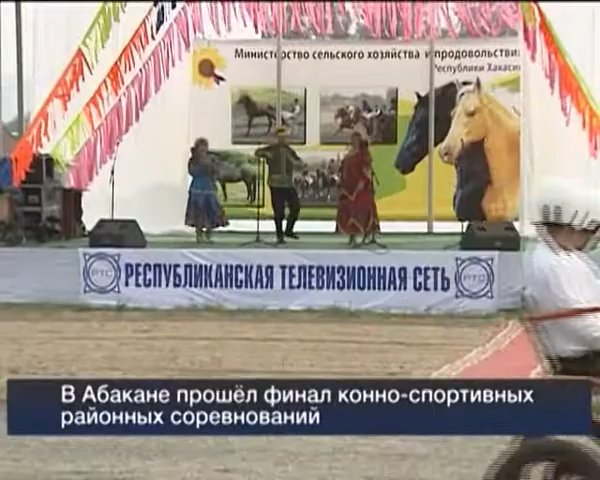 Министерство сельского хозяйства и продовольствия
Республики Хакасия
РТС РЕСПУБЛИКАНСКАЯ ТЕЛЕВИЗИОННАЯ СЕТЬ РТС
В Абакане прошёл финал конно-спортивных
районных соревнований